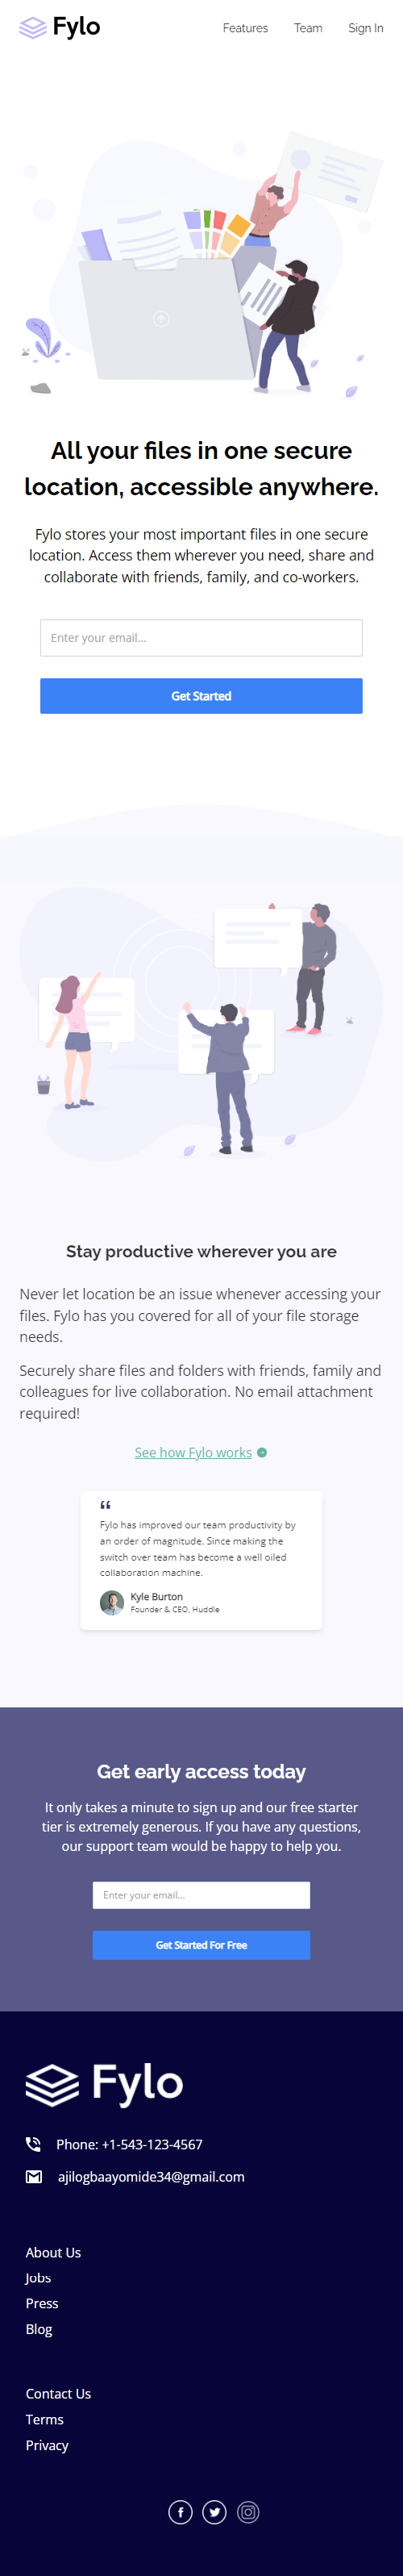 Fylo
Features Team Sign In
All your files in one secure
location, accessible anywhere.
Fylo stores your most important files in one secure
location. Access them wherever you need, share and
collaborate with friends, family, and co-workers.
Enter your email...
Get Started
Stay productive wherever you are
Never let location be an issue whenever accessing your
files. Fylo has you covered for all of your file storage
needs.
Securely share files and folders with friends, family and
colleagues for live collaboration. No email attachment
required!
See how Fylo works
“
Fylo has improved our team productivity by
an order of magnitude. Since making the
switch over team has become a well oiled
collaboration machine.
Kyle Burton
Founder & CEO, Huddle
Get early access today
It only takes a minute to sign up and our free starter
tier is extremely generous. If you have any questions,
our support team would be happy to help you.
Enter your email...
Get Started For Free
Fylo
Phone: +1-543-123-4567
ajilogbaayomide34@gmail.com
About Us
Jobs
Press
Blog
Contact Us
Terms
Privacy